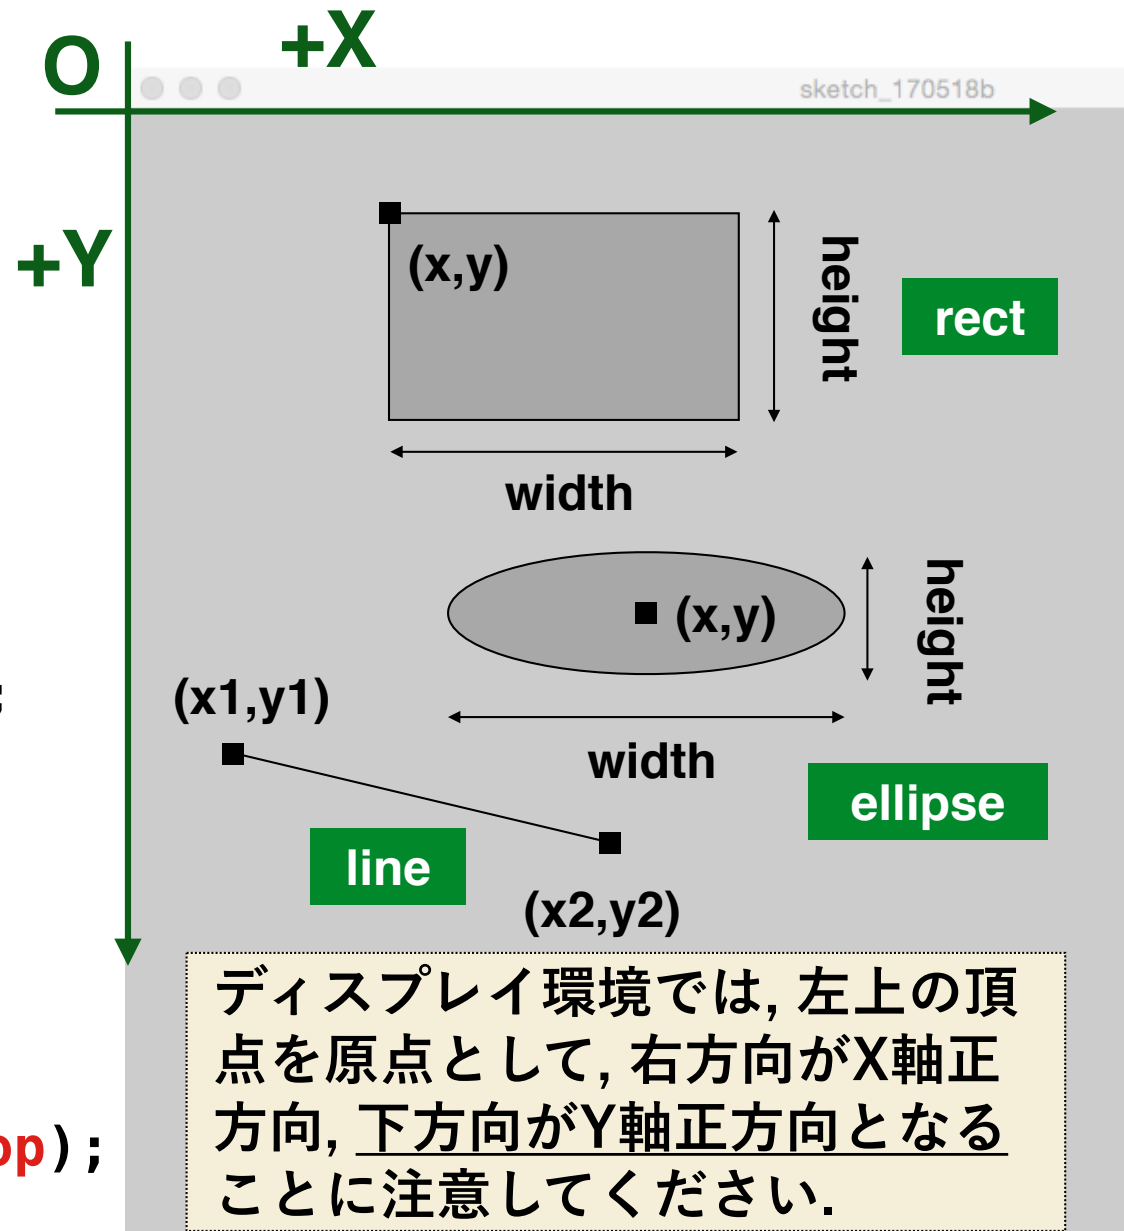 O
+X
sketch_170518b
+Y
(x,y)
height
rect
width
(x,y)
height
;
(x1,y1)
width
ellipse
line
(x2,y2)
ディスプレイ環境では, 左上の頂
点を原点として, 右方向がX軸正
方向, 下方向がY軸正方向となる
op);
ことに注意してください.